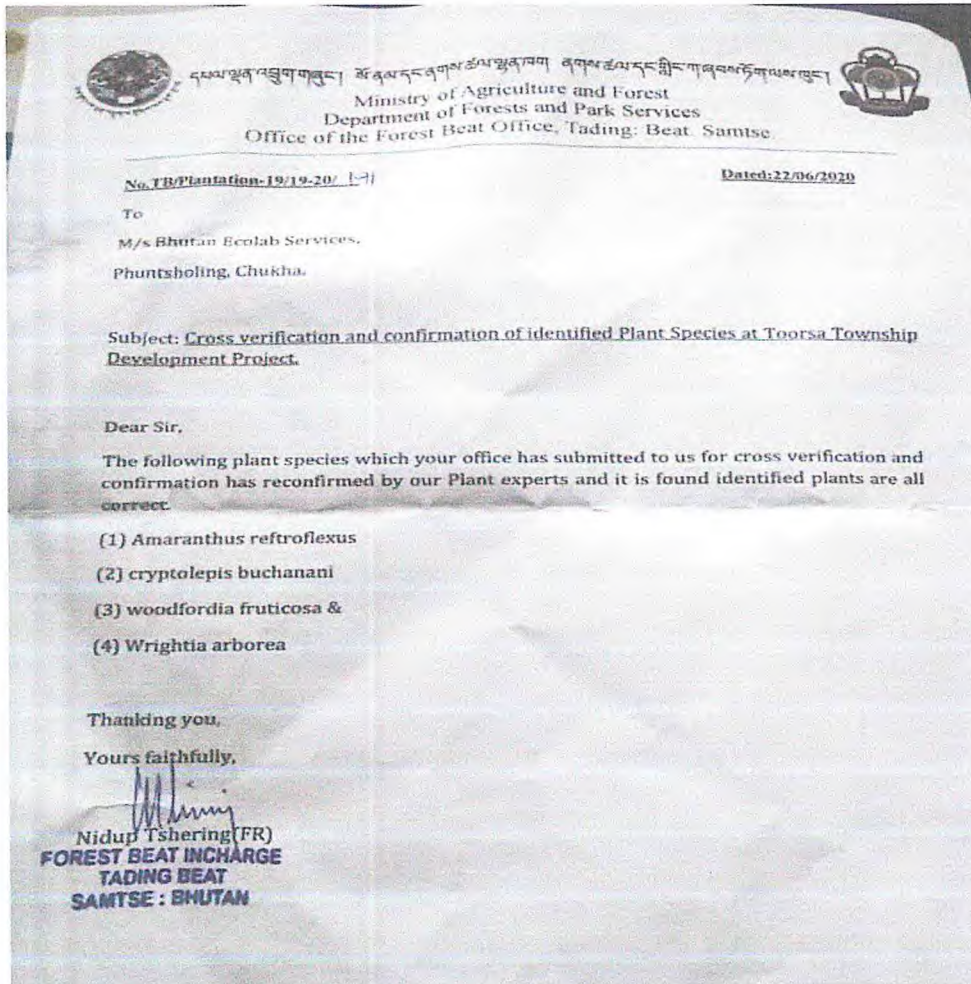 Ministry of Agriculture and Forest
Department of Forests and Park Services
Office of the Forest Beat Office, Tading: Beat. Samtse
No.TB/Plantation-19/19-20/
Dated:22/06/2020
To
M/s Bhutan Ecolab Services,
Phuntsholing, Chukha.
Subject: Cross verification and confirmation of identified Plant Species at Toorsa Township
Development Project.
Dear Sir,
The following plant species which your office has submitted to us for cross verification and
confirmation has reconfirmed by our Plant experts and it is found identified plants are all
correct.
(1) Amaranthus reftroflexus
(2) cryptolepis buchanani
(3) woodfordia fruticosa &
(4) Wrightia arborea
Thanking you,
Yours faithfully,
Nidup Tshering(FR)
FOREST BEAT INCHARGE
TADING BEAT
SAMTSE : BHUTAN